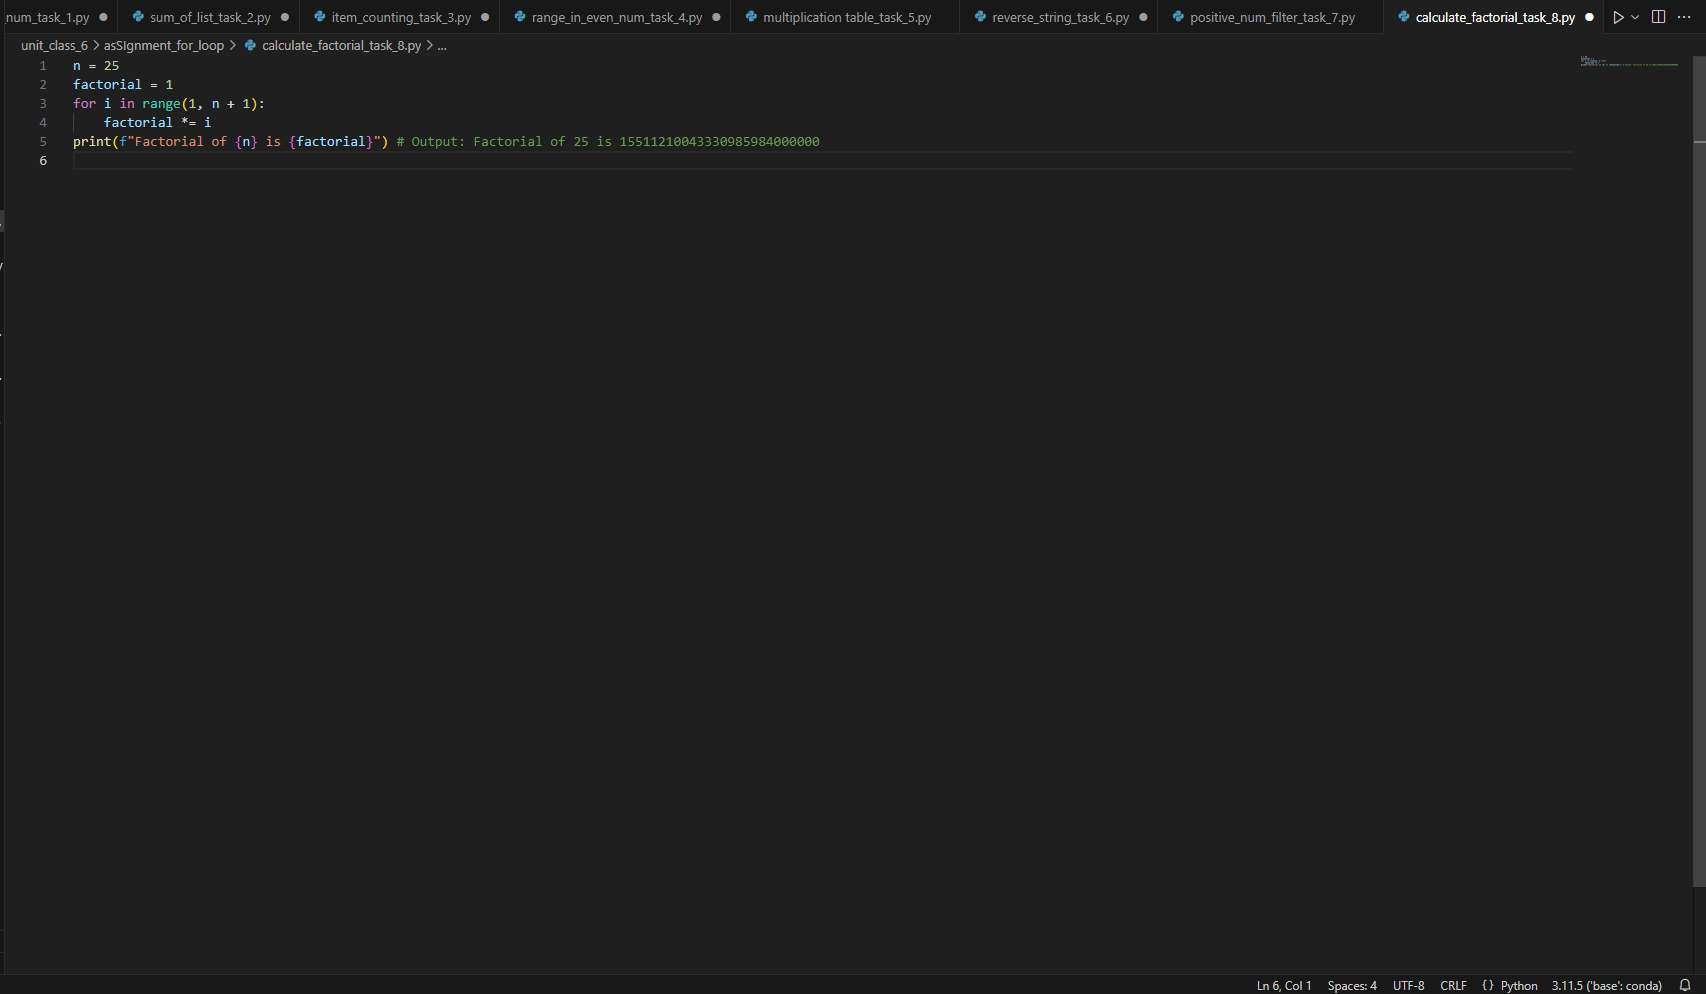 _num_task_1.py sum_of_list_task_2.py item_counting_task_3.py range_in_even_num_task_4.py multiplication table_task_5.py reverse_string_task_6.py positive_num_filter_task_7.py calculate_factorial_task_8.py
unit_class_6 > asSIgnment_for_loop > calculate_factorial_task_8.py > ...
1 n = 25
2 factorial = 1
3 for i in range(1, n + 1):
4     factorial *= i
5 print(f"Factorial of {n} is {factorial}") # Output: Factorial of 25 is 15511210043330985984000000
6
Ln 6, Col 1 Spaces: 4 UTF-8 CRLF {} Python 3.11.5 ('base': conda)